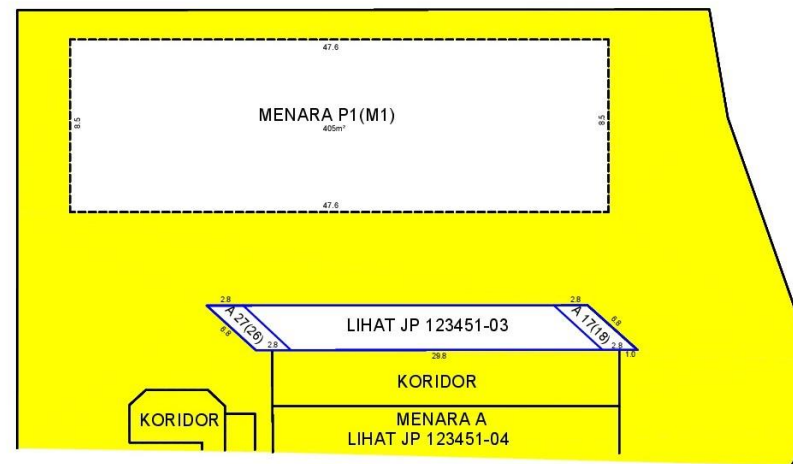 47.6
8.5
MENARA P1(M1)
405m²
8.5
47.6
2.8
2.8
A 27(26)
6.8
LIHAT JP 123451-03
A 17(18)
6.8
2.8
29.8
2.8
1.0
KORIDOR
KORIDOR
MENARA A
LIHAT JP 123451-04